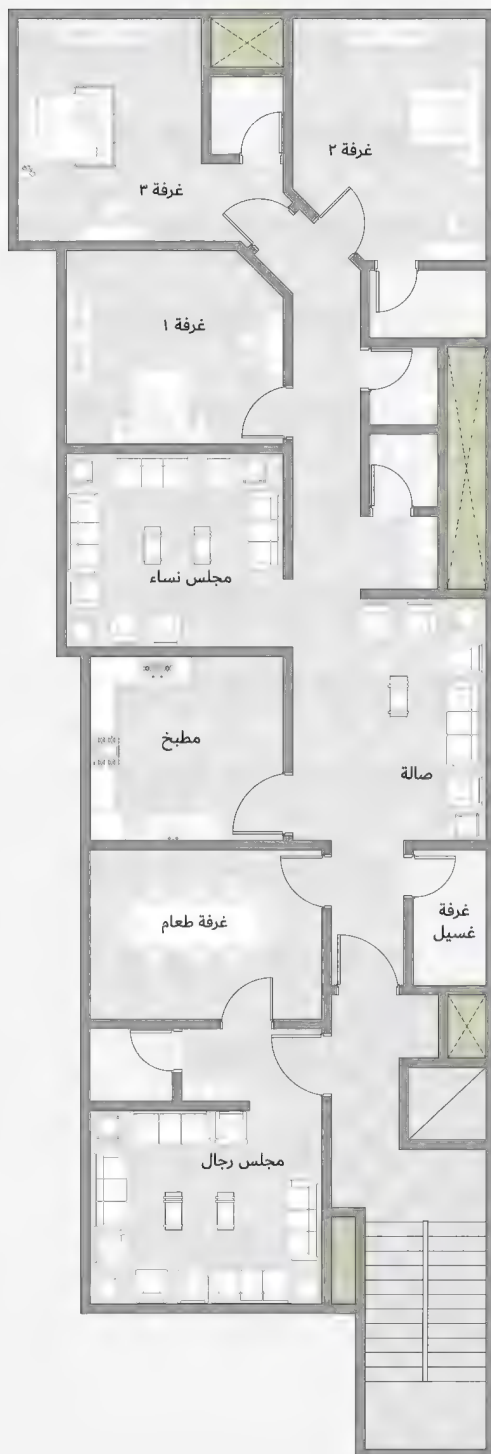 غرفة ٢
غرفة ٣
غرفة ١
مجلس نساء
مطبخ
صالة
غرفة طعام
غرفة
غسيل
مجلس رجال